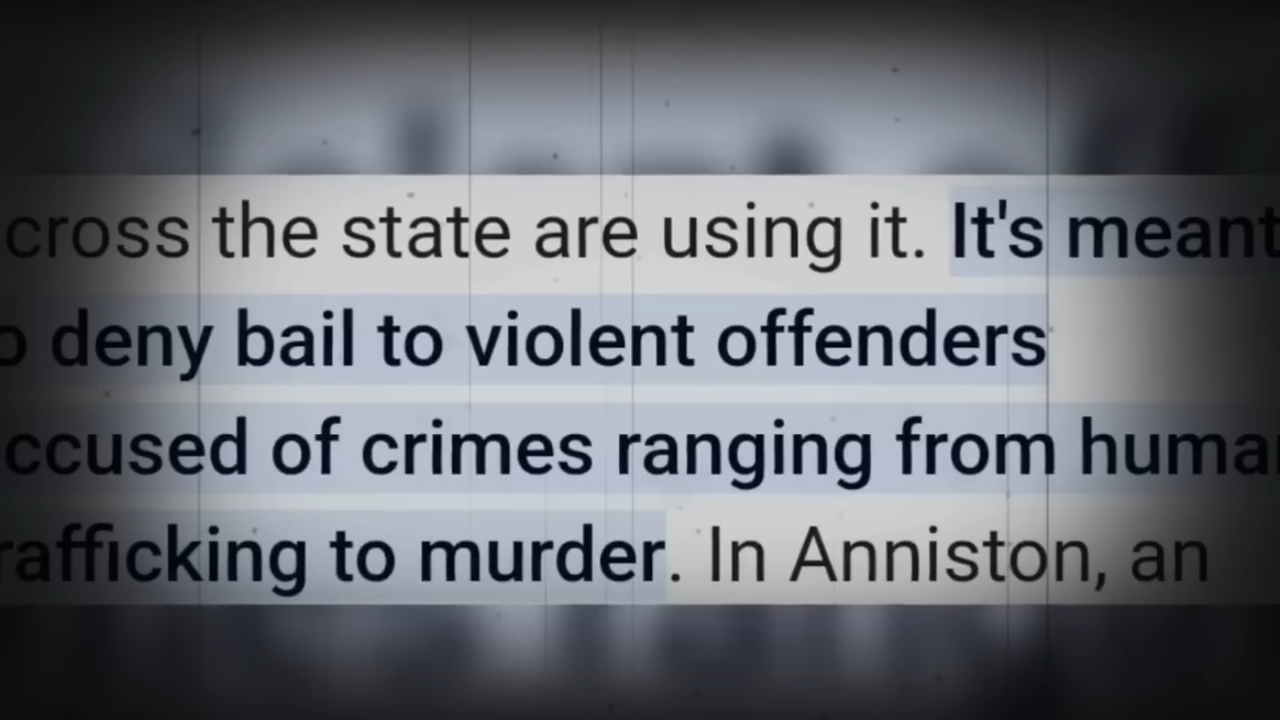 cross the state are using it. It's meant
o deny bail to violent offenders
ccused of crimes ranging from huma
rafficking to murder. In Anniston, an